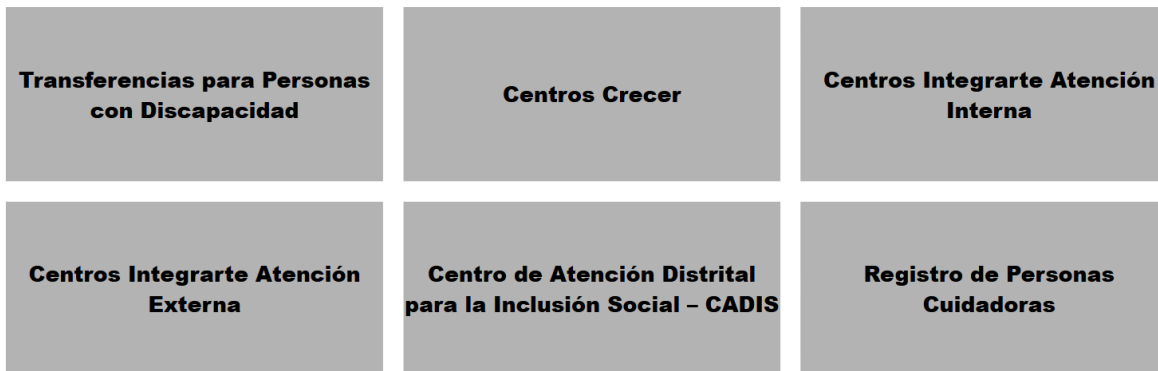 Transferencias para Personas
con Discapacidad
Centros Crecer
Centros Integrarte Atención
Interna
Centros Integrarte Atención
Externa
Centro de Atención Distrital
para la Inclusión Social – CADIS
Registro de Personas
Cuidadoras